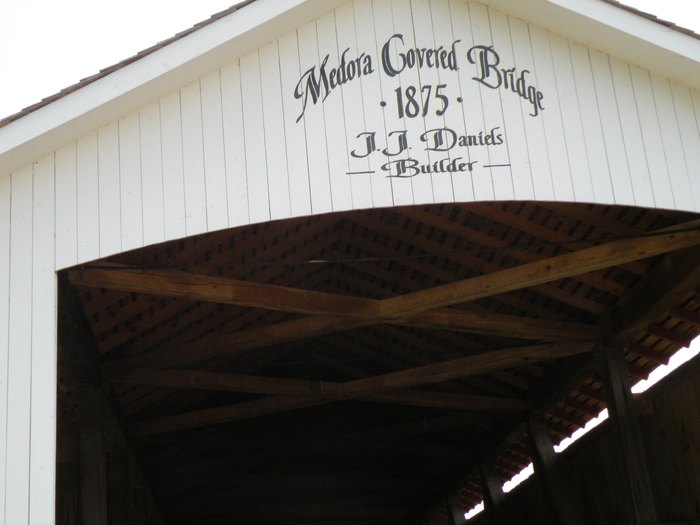 Medora Covered Bridge
· 1875 ·
J. J. Daniels
— Builder —